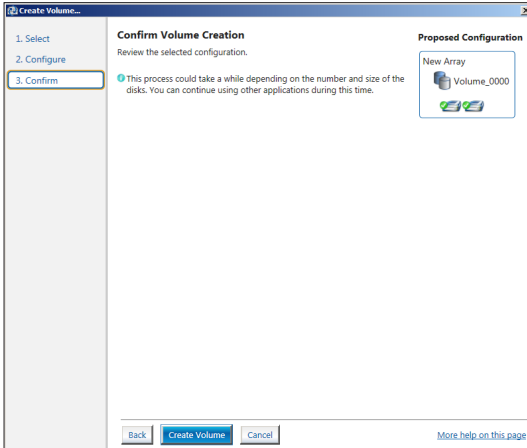 Create Volume...
1. Select
2. Configure
3. Confirm
Confirm Volume Creation
Review the selected configuration.
This process could take a while depending on the number and size of the
disks. You can continue using other applications during this time.
Proposed Configuration
New Array
Volume_0000
Back
Create Volume
Cancel
More help on this page